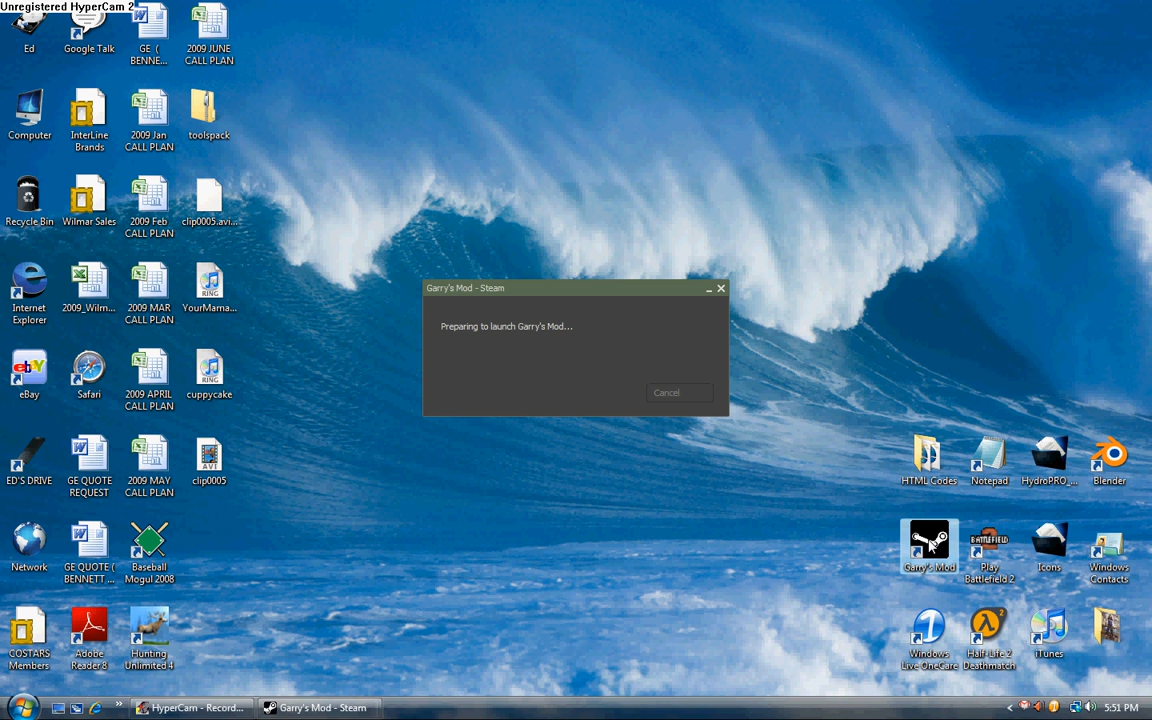 Unregistered HyperCam 2
Ed
Google Talk
GE (
BENNE...
2009 JUNE
CALL PLAN
Computer
InterLine
Brands
2009 Jan
CALL PLAN
toolspack
Recycle Bin
Wilmar Sales
2009 Feb
CALL PLAN
clip0005.avi...
Internet
Explorer
2009_Wilm...
2009 MAR
CALL PLAN
RING
YourMama...
eBay
Safari
2009 APRIL
CALL PLAN
RING
cuppycake
ED'S DRIVE
GE QUOTE
REQUEST
2009 MAY
CALL PLAN
AVI
clip0005
Network
GE QUOTE (
BENNETT ...
Baseball
Mogul 2008
COSTARS
Members
Adobe
Reader 8
Hunting
Unlimited 4
Garry's Mod - Steam
Preparing to launch Garry's Mod...
Cancel
HTML Codes
Notepad
HydroPRO_...
Blender
Garry's Mod
BATTLEFIELD
Play
Battlefield 2
Icons
Windows
Contacts
Windows
Live OneCare
Half-Life 2
Deathmatch
iTunes
HyperCam - Record...
Garry's Mod - Steam
5:51 PM